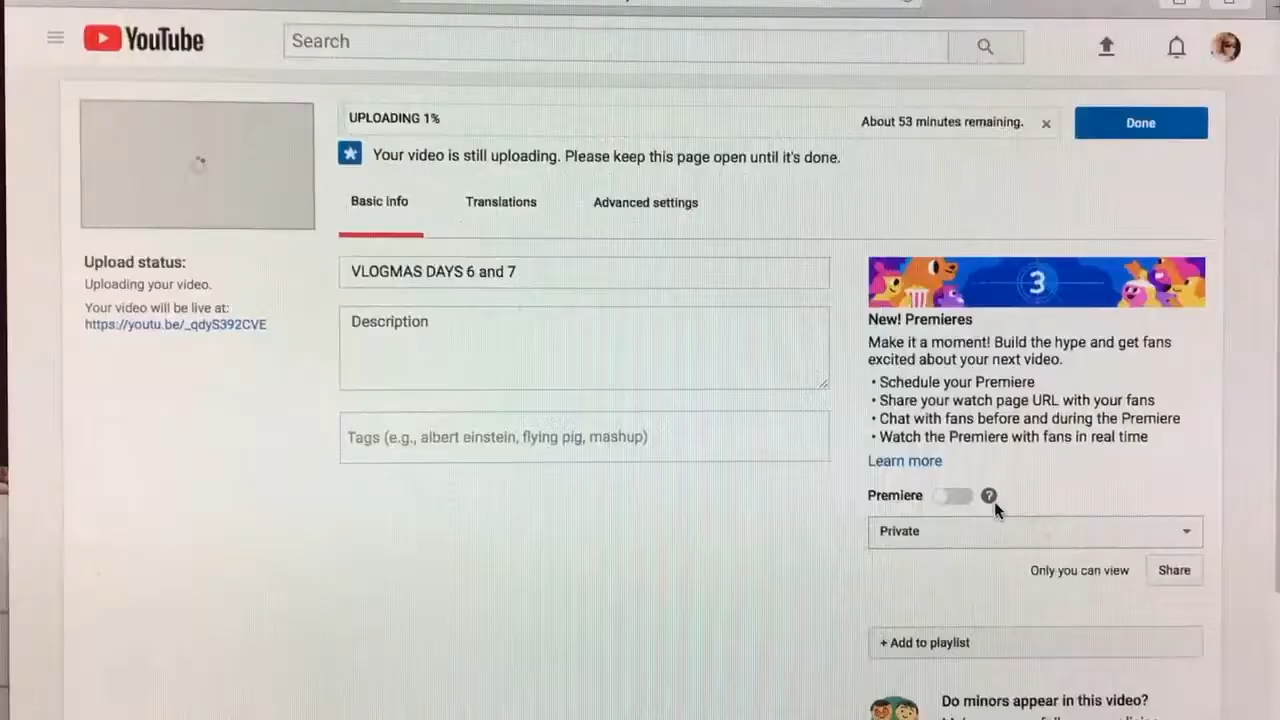 YouTube
Search
UPLOADING 1%
About 53 minutes remaining.
Done
Your video is still uploading. Please keep this page open until it's done.
Basic info
Translations
Advanced settings
Upload status:
Uploading your video.
Your video will be live at:
https://youtu.be/_qdyS392CVE
VLOGMAS DAYS 6 and 7
Description
Tags (e.g., albert einstein, flying pig, mashup)
3
New! Premieres
Make it a moment! Build the hype and get fans
excited about your next video.
• Schedule your Premiere
• Share your watch page URL with your fans
• Chat with fans before and during the Premiere
• Watch the Premiere with fans in real time
Learn more
Premiere
?
Private
Only you can view
Share
+ Add to playlist
Do minors appear in this video?